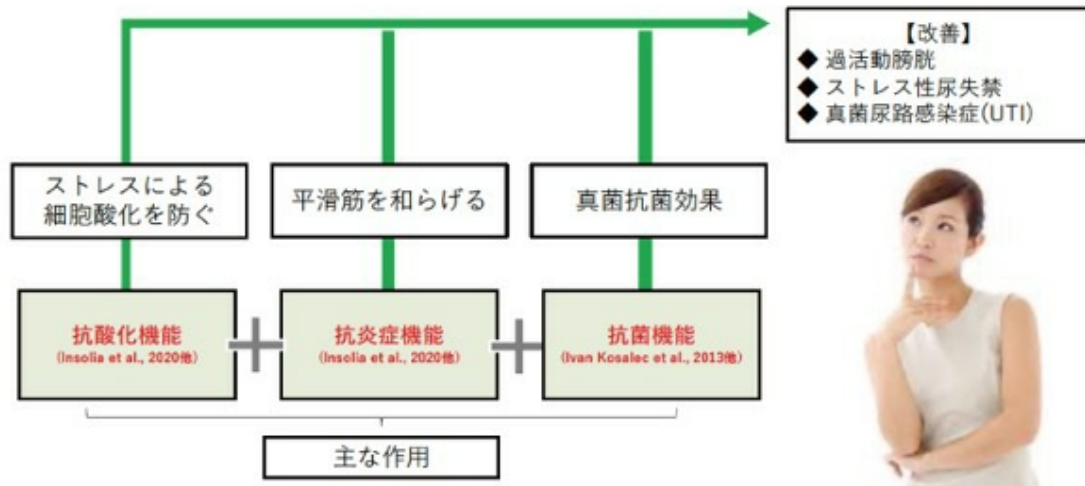 【改善】
◆ 過活動膀胱
◆ ストレス性尿失禁
◆ 真菌尿路感染症(UTI)
ストレスによる
細胞酸化を防ぐ
平滑筋を和らげる
真菌抗菌効果
抗酸化機能
(Insolia et al., 2020他)
抗炎症機能
(Insolia et al., 2020他)
抗菌機能
(Ivan Kosalec et al., 2013他)
主な作用